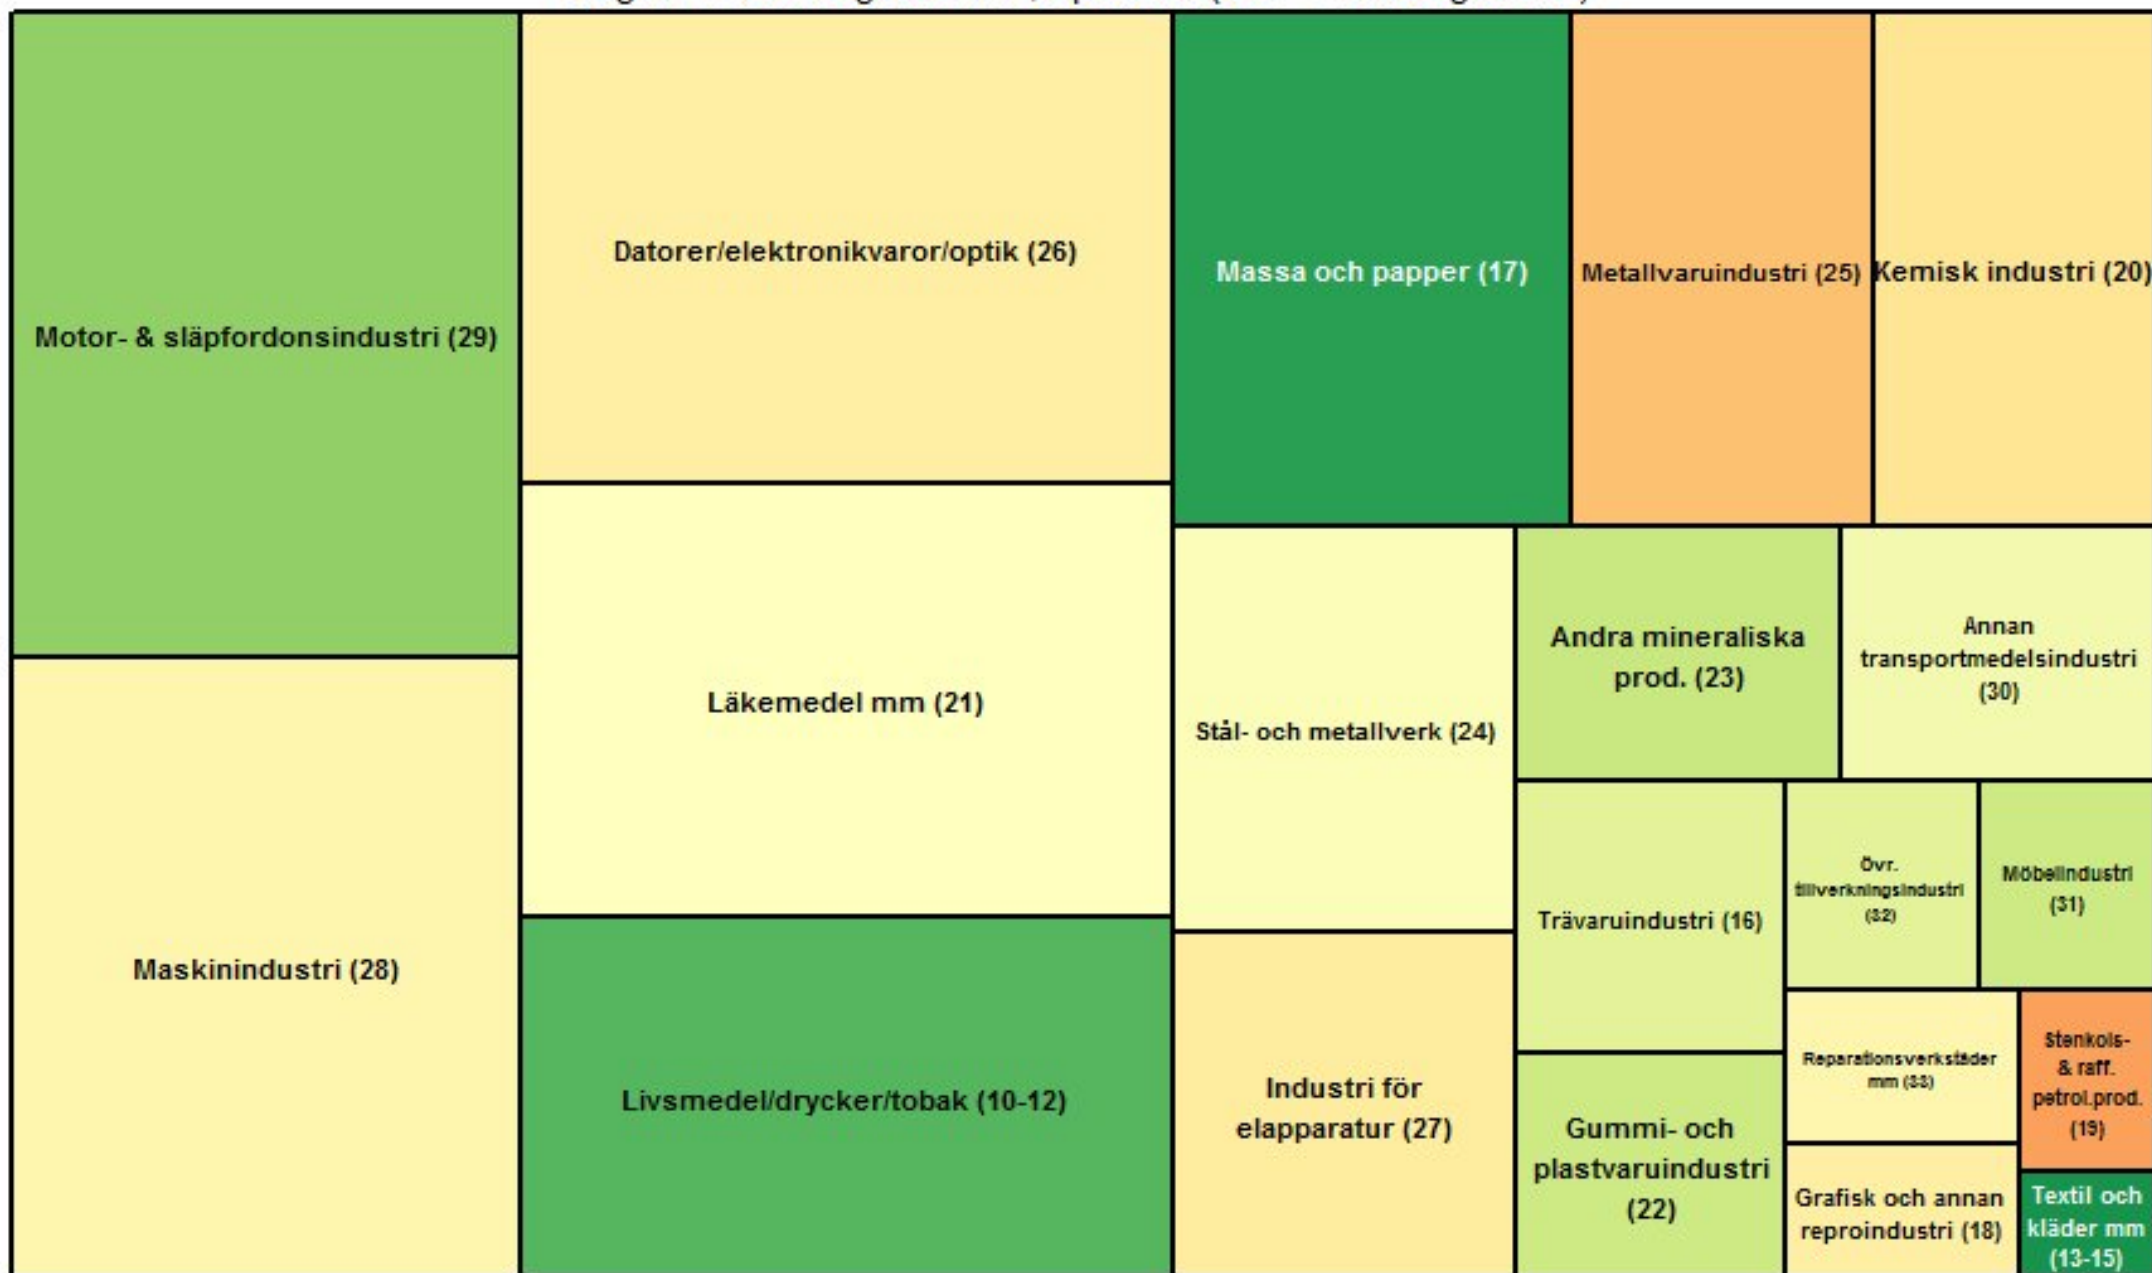 Motor- & släpfordonsindustri (29)
Maskinindustri (28)
Datorer/elektronikvaror/optik (26)
Läkemedel mm (21)
Livsmedel/drycker/tobak (10-12)
Massa och papper (17)
Metallvaruindustri (25)
Kemisk industri (20)
Stål- och metallverk (24)
Industri för
elapparatur (27)
Andra mineraliska
prod. (23)
Annan
transportmedelsindustri
(30)
Trävaruindustri (16)
Gummi- och
plastvaruindustri
(22)
Övr.
tillverkningsindustri
(32)
Möbelindustri
(31)
Reparationsverkstäder
mm (33)
Grafisk och annan
reproindustri (18)
Stenkols-
& raff.
petrol.prod.
(19)
Textil och
kläder mm
(13-15)